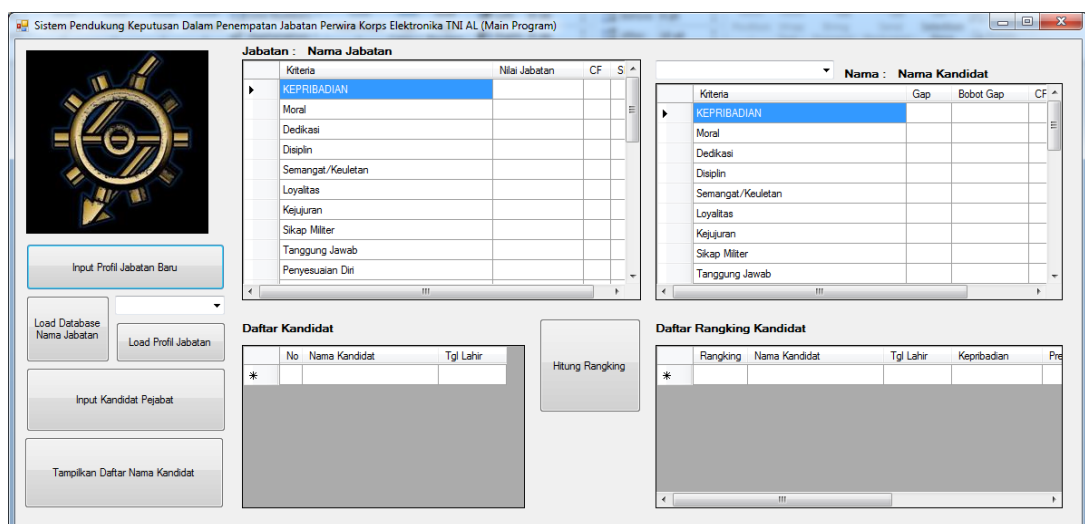 Sistem Pendukung Keputusan Dalam Penempatan Jabatan Perwira Korps Elektronika TNI AL (Main Program)
Jabatan : Nama Jabatan
Kriteria Nilai Jabatan CF S
KEPRIBADIAN
Moral
Dedikasi
Disiplin
Semangat/Keuletan
Loyalitas
Kejujuran
Sikap Militer
Tanggung Jawab
Penyesuaian Diri
Nama : Nama Kandidat
Kriteria Gap Bobot Gap CF
KEPRIBADIAN
Moral
Dedikasi
Disiplin
Semangat/Keuletan
Loyalitas
Kejujuran
Sikap Militer
Tanggung Jawab
Input Profil Jabatan Baru
Load Database
Nama Jabatan
Load Profil Jabatan
Input Kandidat Pejabat
Tampilkan Daftar Nama Kandidat
Daftar Kandidat
No Nama Kandidat Tgl Lahir
Hitung Rangking
Daftar Rangking Kandidat
Rangking Nama Kandidat Tgl Lahir Kepribadian Pre